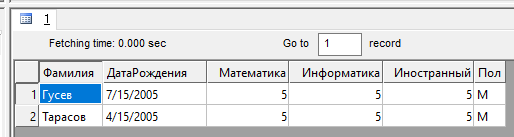 1
Fetching time: 0.000 sec Go to 1 record
Фамилия ДатаРождения Математика Информатика Иностранный Пол
1 Гусев 7/15/2005 5 5 5 М
2 Тарасов 4/15/2005 5 5 5 М